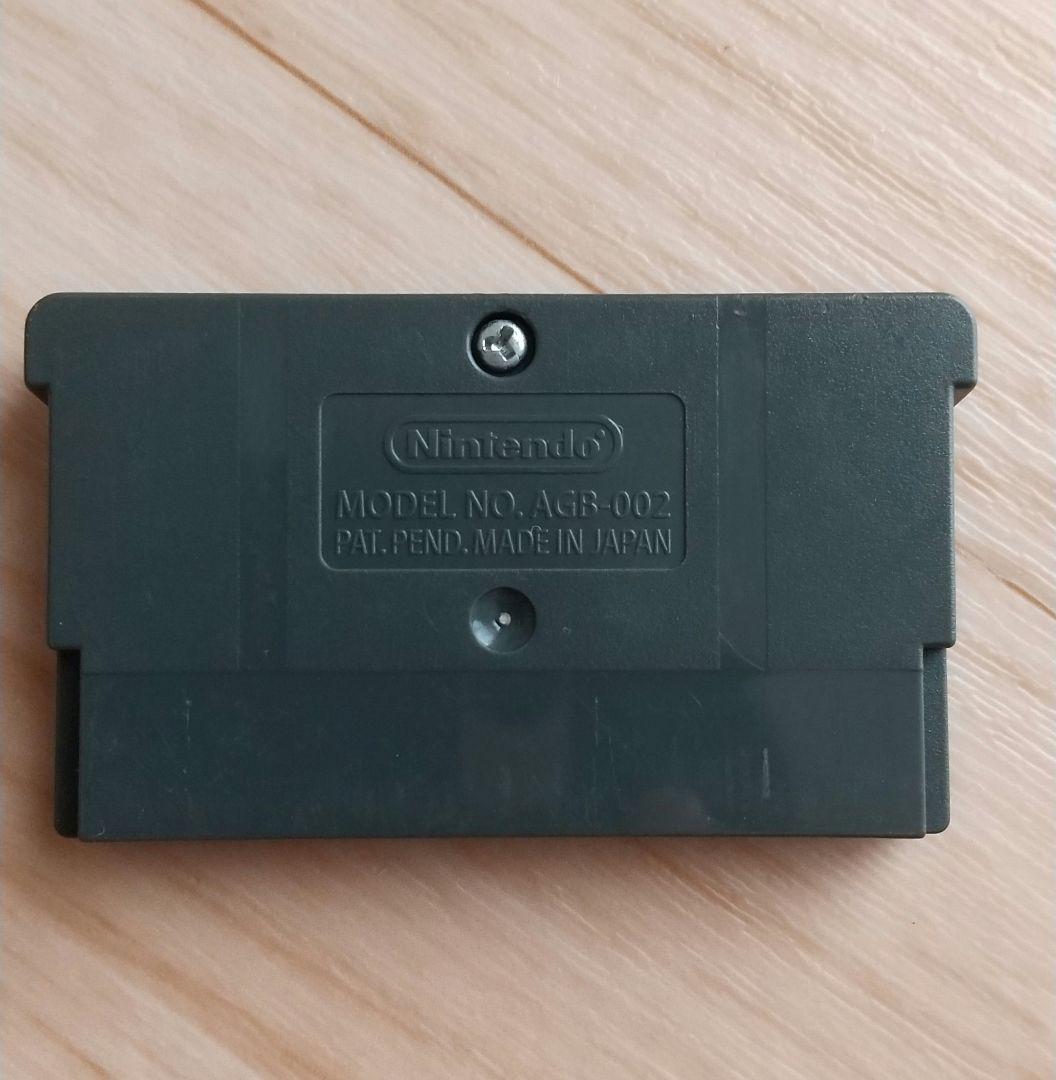 Nintendo®
MODEL NO. AGB-002
PAT. PEND. MADE IN JAPAN